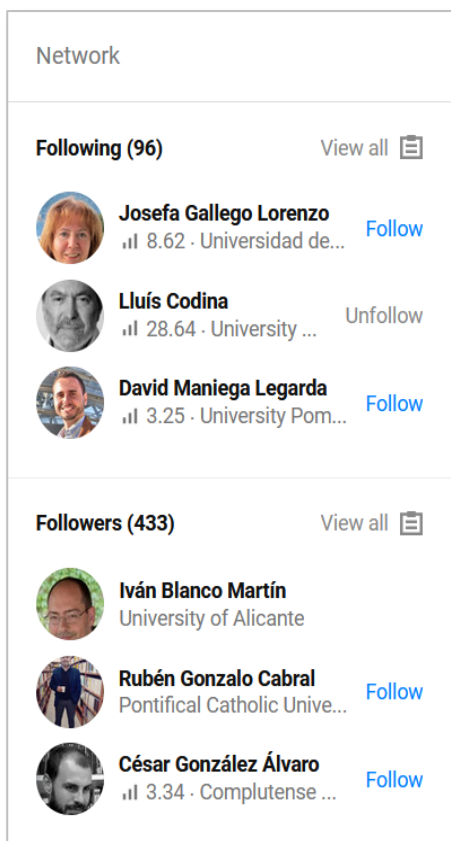 Network
Following (96) View all
Josefa Gallego Lorenzo
8.62 · Universidad de... Follow
Lluís Codina
28.64 · University ... Unfollow
David Maniega Legarda
3.25 · University Pom... Follow
Followers (433) View all
Iván Blanco Martín
University of Alicante
Rubén Gonzalo Cabral
Pontifical Catholic Unive... Follow
César González Álvaro
3.34 · Complutense ... Follow